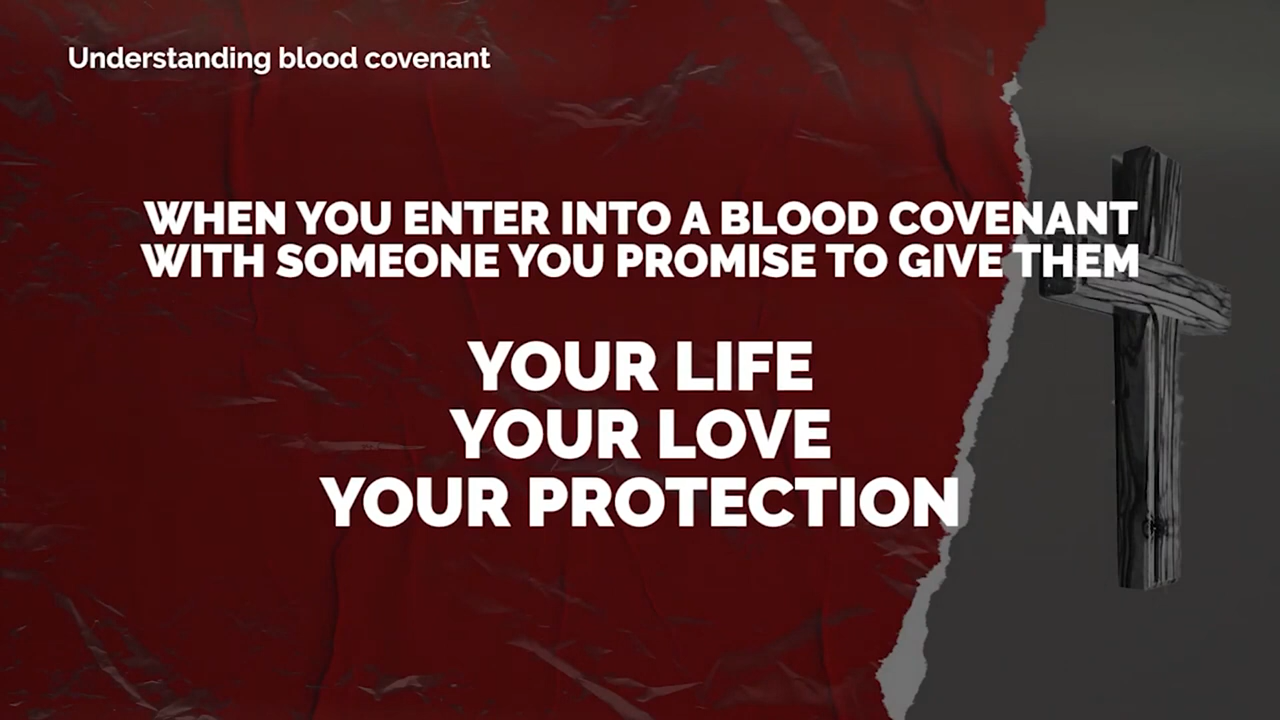 Understanding blood covenant
WHEN YOU ENTER INTO A BLOOD COVENANT
WITH SOMEONE YOU PROMISE TO GIVE THEM
YOUR LIFE
YOUR LOVE
YOUR PROTECTION